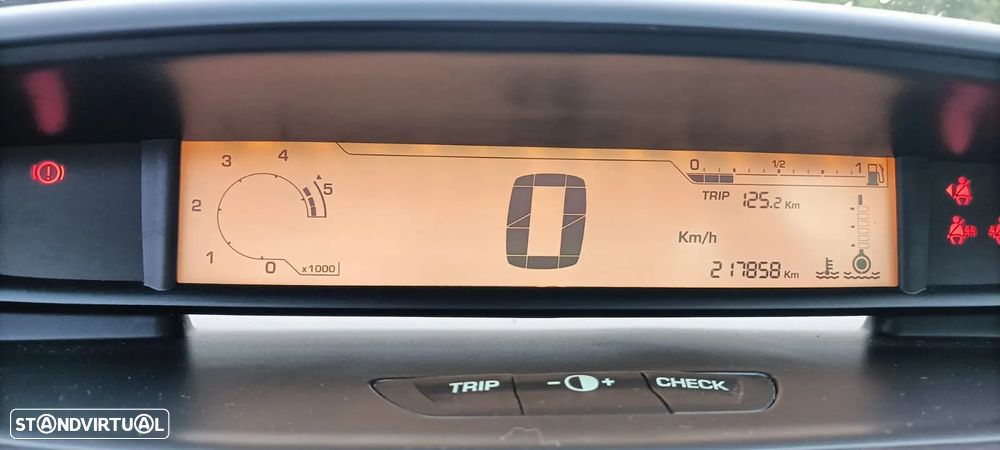 0 1/2 1
TRIP 125.2 Km
3 4 5
2
1
0 x1000
0
Km/h
217858 Km
TRIP - + CHECK
STANDVIRTUAL